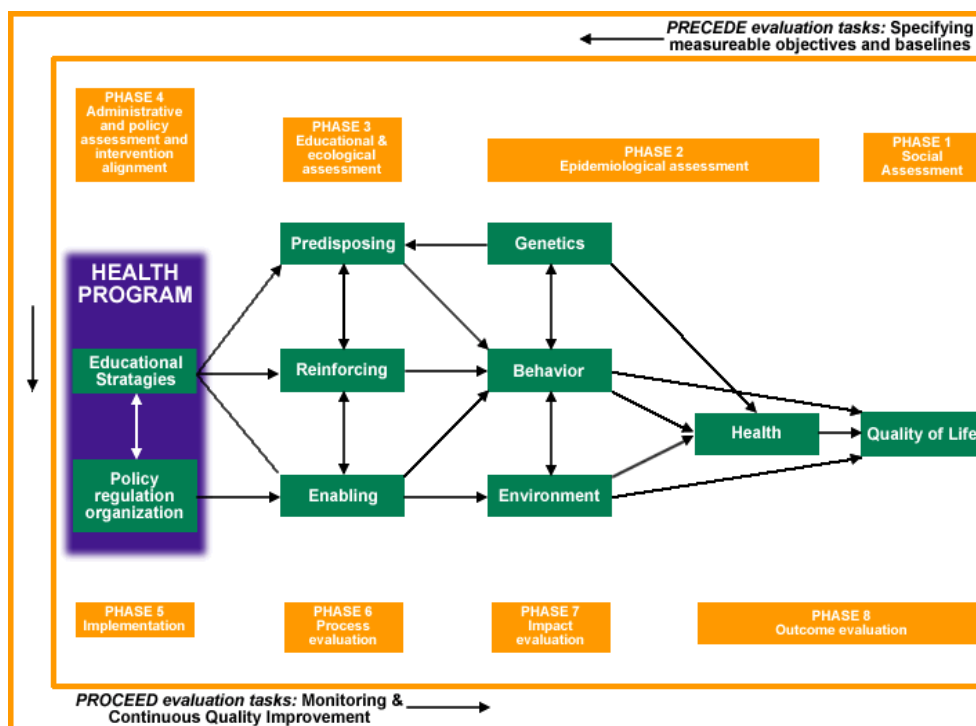 PRECEDE evaluation tasks: Specifying
measureable objectives and baselines
PHASE 4
Administrative
and policy
assessment and
intervention
alignment
PHASE 3
Educational &
ecological
assessment
PHASE 2
Epidemiological assessment
PHASE 1
Social
Assessment
HEALTH
PROGRAM
Predisposing
Genetics
Educational
Stratagies
Reinforcing
Behavior
Health
Quality of Life
Policy
regulation
organization
Enabling
Environment
PHASE 5
Implementation
PHASE 6
Process
evaluation
PHASE 7
Impact
evaluation
PHASE 8
Outcome evaluation
PROCEED evaluation tasks: Monitoring &
Continuous Quality Improvement